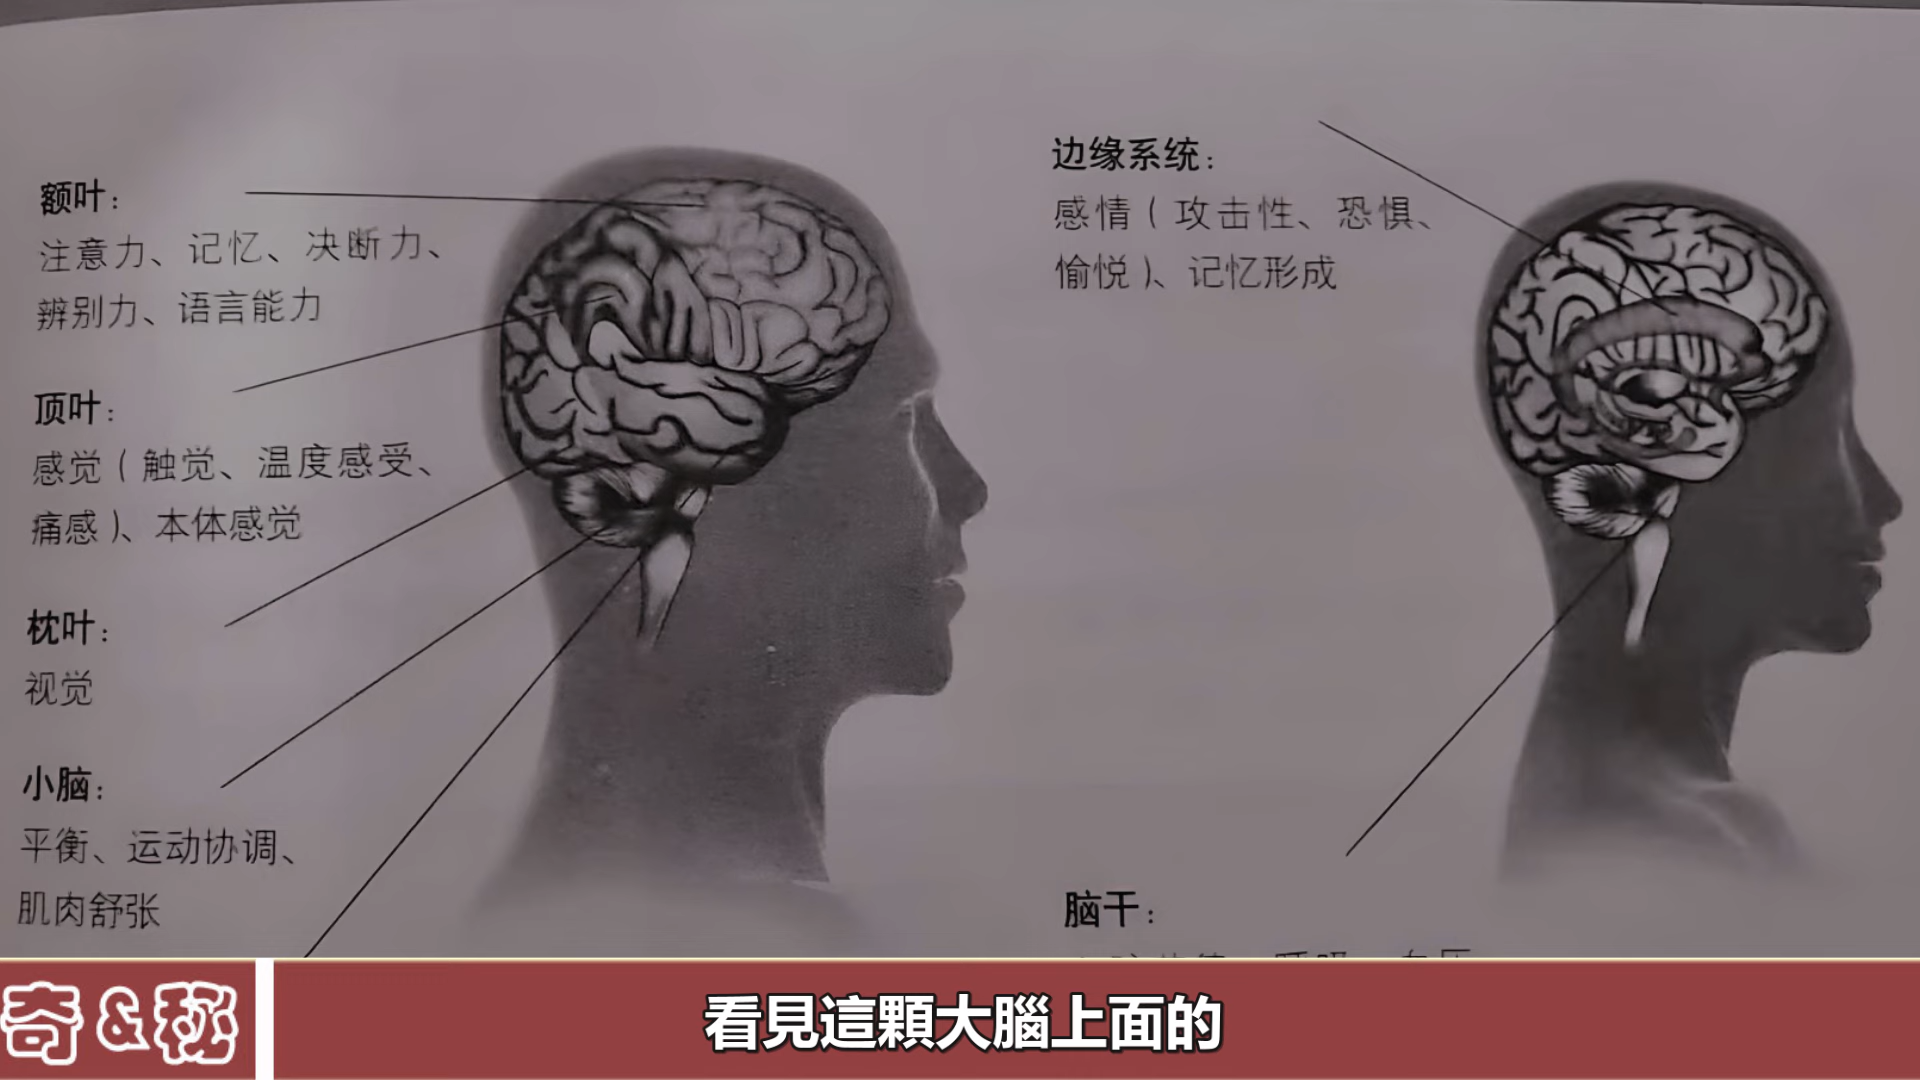 额叶：
注意力、记忆、决断力、
辨别力、语言能力
顶叶：
感觉（触觉、温度感受、
痛感）、本体感觉
枕叶：
视觉
小脑：
平衡、运动协调、
肌肉舒张
边缘系统：
感情（攻击性、恐惧、
愉悦）、记忆形成
脑干：
奇&秘
看見這顆大腦上面的